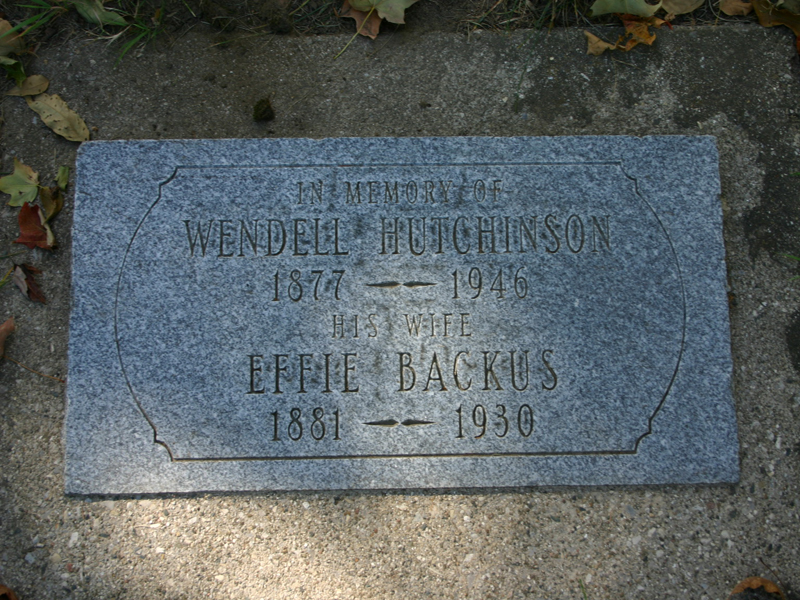 IN MEMORY OF
WENDELL HUTCHINSON
1877 — 1946
HIS WIFE
EFFIE BACKUS
1881 — 1930